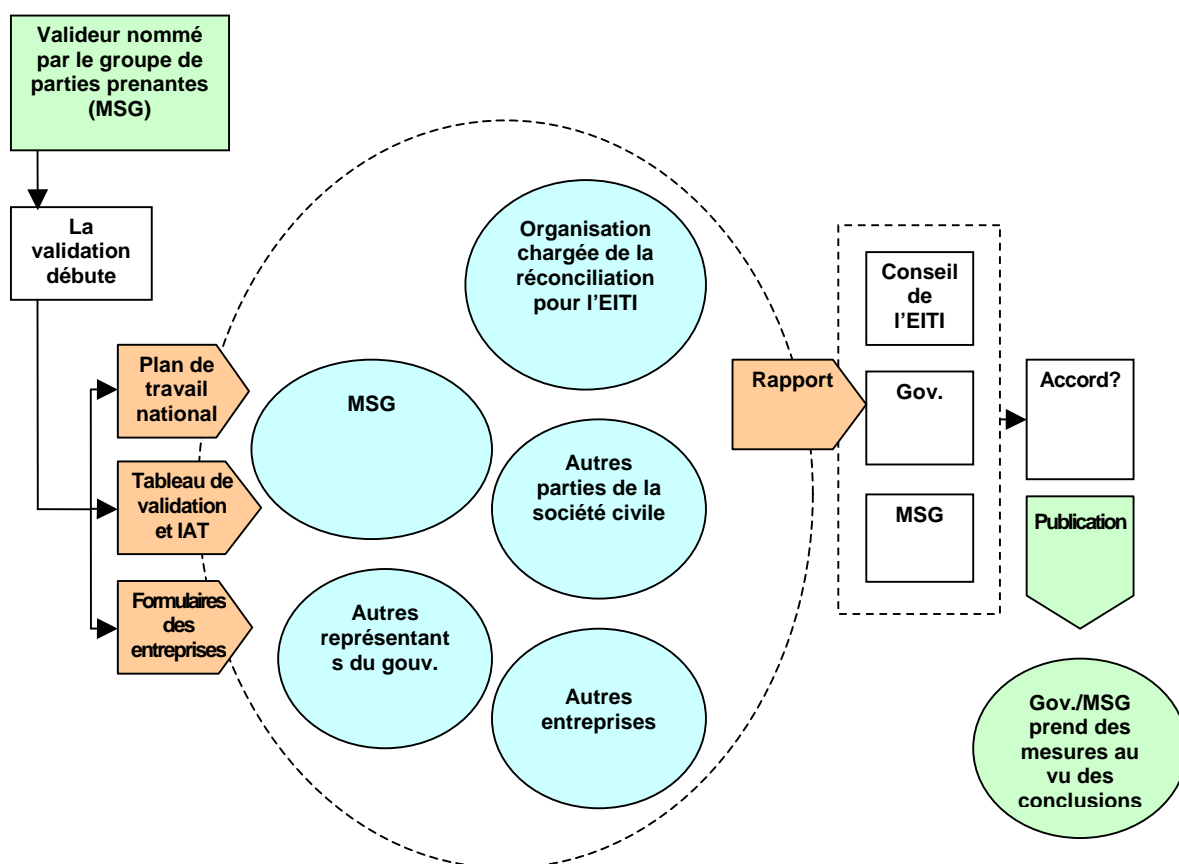 Valideur nommé
par le groupe de
parties prenantes
(MSG)
La
validation
débute
Plan de
travail
national
Tableau de
validation
et IAT
Formulaires
des
entreprises
Organisation
chargée de la
réconciliation
pour l’EITI
MSG
Autres
parties de la
société civile
Autres
représentant
s du gouv.
Autres
entreprises
Rapport
Conseil
de
l’EITI
Gov.
MSG
Accord?
Publication
Gov./MSG
prend des
mesures au
vu des
conclusions